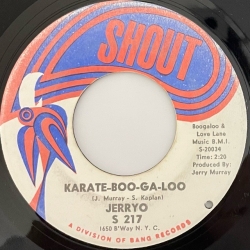 SHOUT
Boogaloo &
Love Lane
Music B.M.I.
S-20034
Time: 2:20
Produced by:
Jerry Murray
KARATE-BOO-GA-LOO
(J. Murray - S. Kaplan)
JERRYO
S 217
1650 B'Way N.Y. C.
A DIVISION OF BANG RECORDS